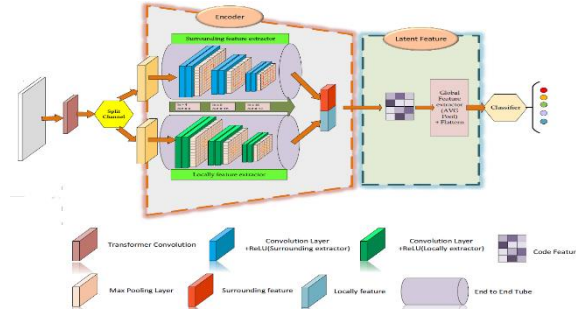 Encoder
Surrounding feature extractor
Latent Feature
Split
Channel
Global
Feature
extractor
(AVG
Pool)
+ Flatten
Classifier
Locally feature extractor
Transformer Convolution
Convolution Layer
+ReLU(Surrounding extractor)
Convolution Layer
+ReLU(Locally extractor)
Code Feature
Max Pooling Layer
Surrounding feature
Locally feature
End to End Tube